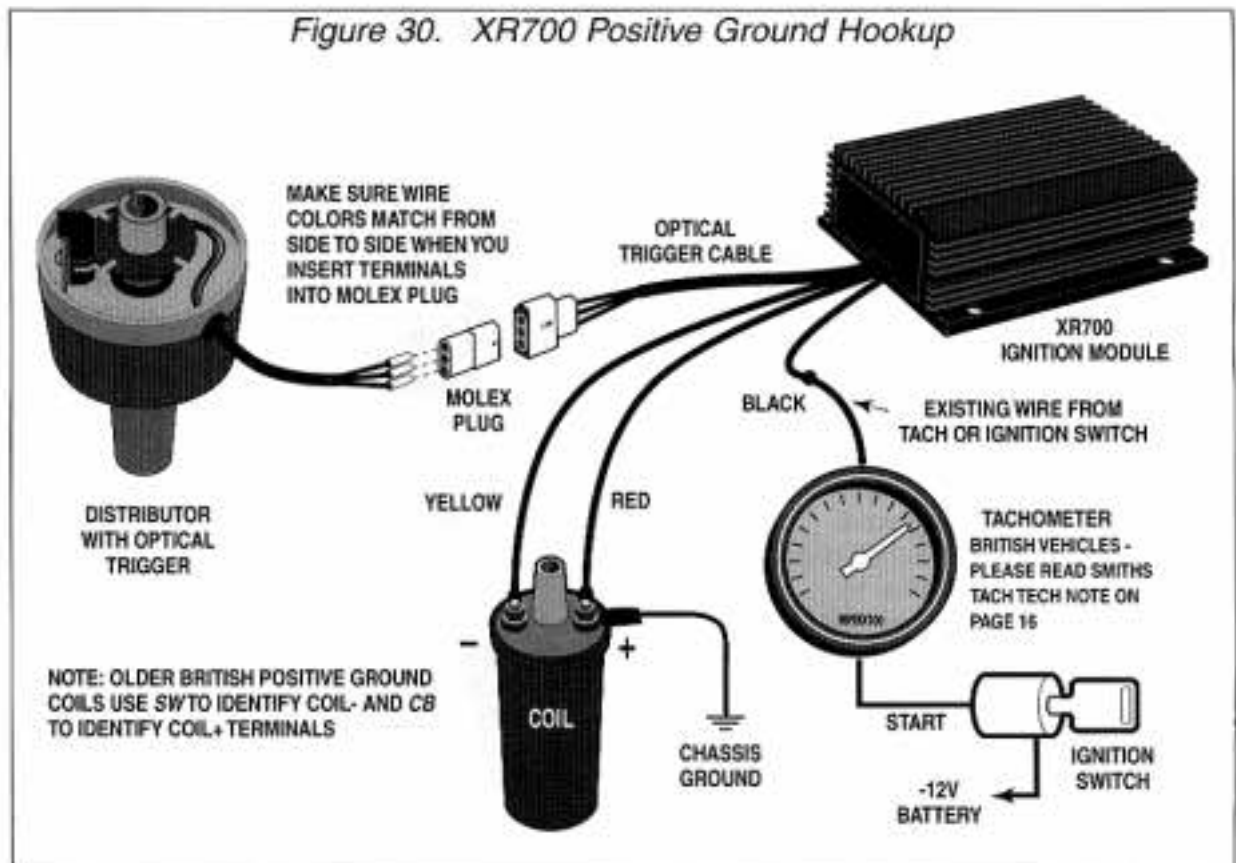 Figure 30. XR700 Positive Ground Hookup
MAKE SURE WIRE
COLORS MATCH FROM
SIDE TO SIDE WHEN YOU
INSERT TERMINALS
INTO MOLEX PLUG
OPTICAL
TRIGGER CABLE
XR700
IGNITION MODULE
MOLEX
PLUG
BLACK
EXISTING WIRE FROM
TACH OR IGNITION SWITCH
DISTRIBUTOR
WITH OPTICAL
TRIGGER
YELLOW
RED
TACHOMETER
BRITISH VEHICLES -
PLEASE READ SMITHS
TACH TECH NOTE ON
PAGE 16
-
+
NOTE: OLDER BRITISH POSITIVE GROUND
COILS USE SW TO IDENTIFY COIL- AND CB
TO IDENTIFY COIL+ TERMINALS
COIL
CHASSIS
GROUND
START
IGNITION
SWITCH
-12V
BATTERY